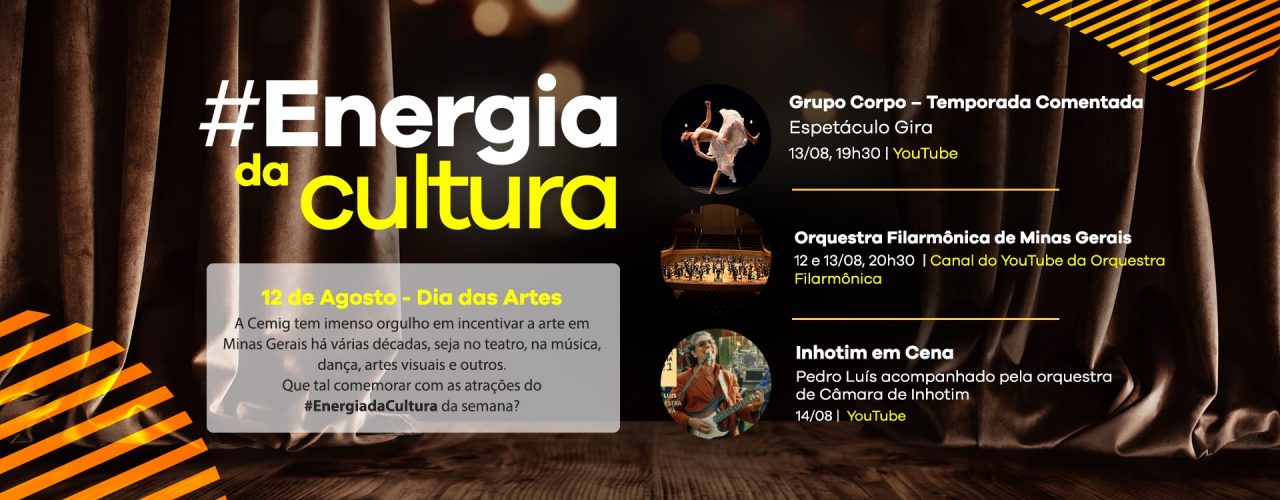 #Energia
da
cultura
12 de Agosto - Dia das Artes
A Cemig tem imenso orgulho em incentivar a arte em
Minas Gerais há várias décadas, seja no teatro, na música,
dança, artes visuais e outros.
Que tal comemorar com as atrações do
#EnergiadaCultura da semana?
Grupo Corpo – Temporada Comentada
Espetáculo Gira
13/08, 19h30 | YouTube
Orquestra Filarmônica de Minas Gerais
12 e 13/08, 20h30 | Canal do YouTube da Orquestra
Filarmônica
Inhotim em Cena
Pedro Luís acompanhado pela orquestra
de Câmara de Inhotim
14/08 | YouTube